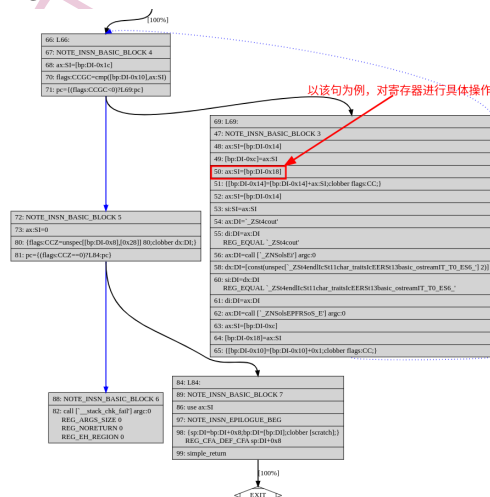 [100%]
66: L66:
67: NOTE_INSN_BASIC_BLOCK 4
68: ax:SI=[bp:DI-0x1c]
70: flags:CCGC=cmp([bp:DI-0x10],ax:SI)
71: pc={(flags:CCGC<0)?L69:pc}
以该句为例，对寄存器进行具体操作
69: L69:
47: NOTE_INSN_BASIC_BLOCK 3
48: ax:SI=[bp:DI-0x14]
49: [bp:DI-0xc]=ax:SI
50: ax:SI=[bp:DI-0x18]
51: {[bp:DI-0x14]=[bp:DI-0x14]+ax:SI;clobber flags:CC;}
52: ax:SI=[bp:DI-0x14]
53: si:SI=ax:SI
54: ax:DI=`_ZSt4cout'
55: di:DI=ax:DI
REG_EQUAL `_ZSt4cout'
56: ax:DI=call [`_ZNSolsEi'] argc:0
58: dx:DI=[const(unspec[`_ZSt4endlIcSt11char_traitsIcEERSt13basic_ostreamIT_T0_ES6_'] 2)]
60: si:DI=dx:DI
REG_EQUAL `_ZSt4endlIcSt11char_traitsIcEERSt13basic_ostreamIT_T0_ES6_'
61: di:DI=ax:DI
62: ax:DI=call [`_ZNSolsEPFRSoS_E'] argc:0
63: ax:SI=[bp:DI-0xc]
64: [bp:DI-0x18]=ax:SI
65: {[bp:DI-0x10]=[bp:DI-0x10]+0x1;clobber flags:CC;}
72: NOTE_INSN_BASIC_BLOCK 5
73: ax:SI=0
80: {flags:CCZ=unspec[[bp:DI-0x8],[0x28]] 80;clobber dx:DI;}
81: pc={(flags:CCZ==0)?L84:pc}
88: NOTE_INSN_BASIC_BLOCK 6
82: call [`__stack_chk_fail'] argc:0
REG_ARGS_SIZE 0
REG_NORETURN 0
REG_EH_REGION 0
84: L84:
89: NOTE_INSN_BASIC_BLOCK 7
86: use ax:SI
97: NOTE_INSN_EPILOGUE_BEG
98: {sp:DI=bp:DI+0x8;bp:DI=[bp:DI];clobber [scratch];}
REG_CFA_DEF_CFA sp:DI+0x8
99: simple_return
[100%]
EXIT